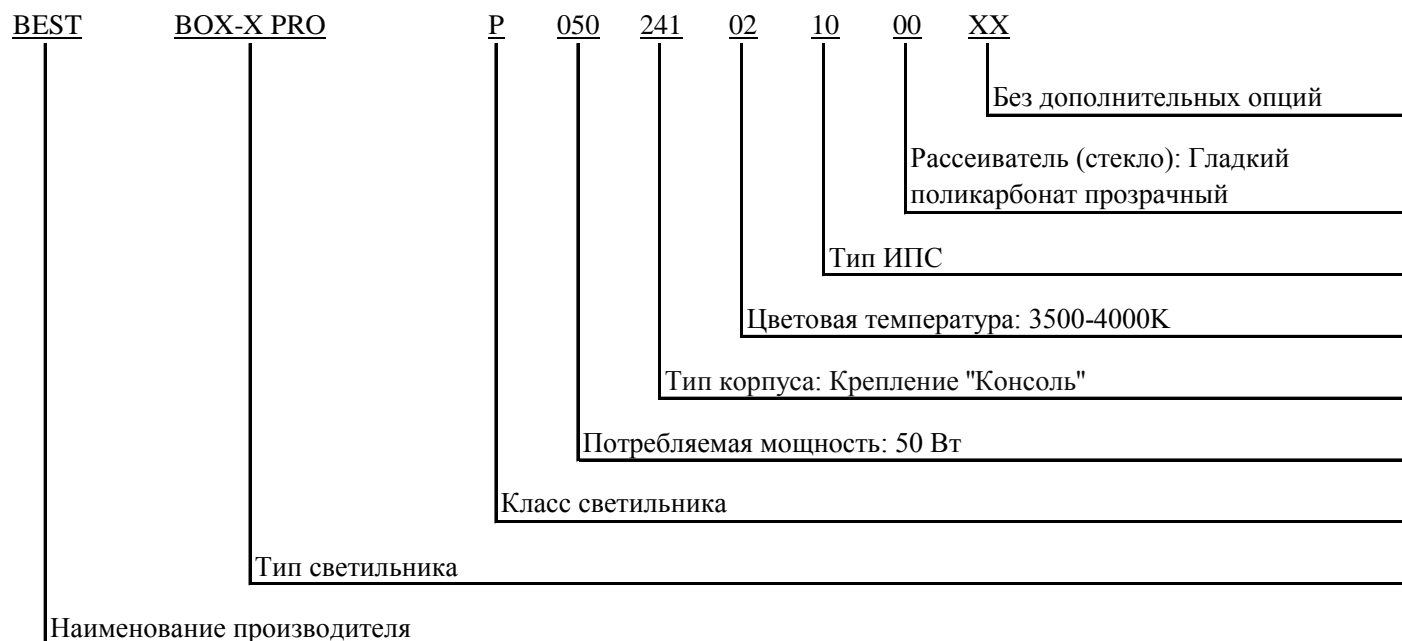 BEST BOX-X PRO P 050 241 02 10 00 XX
Без дополнительных опций
Рассеиватель (стекло): Гладкий
поликарбонат прозрачный
Тип ИПС
Цветовая температура: 3500-4000К
Тип корпуса: Крепление "Консоль"
Потребляемая мощность: 50 Вт
Класс светильника
Тип светильника
Наименование производителя